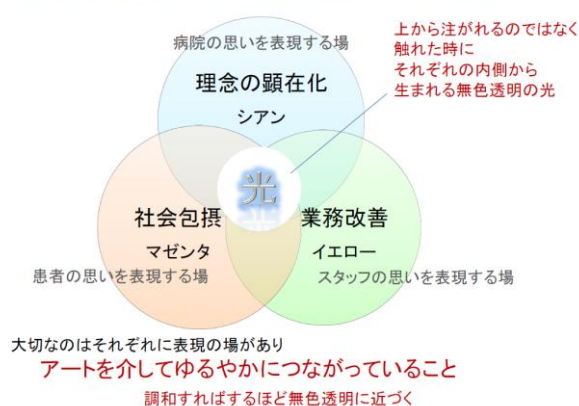 病院の思いを表現する場
理念の顕在化
シアン
上から注がれるのではなく
触れた時に
それぞれの内側から
生まれる無色透明の光
光
社会包摂
マゼンタ
患者の思いを表現する場
業務改善
イエロー
スタッフの思いを表現する場
大切なのはそれぞれに表現の場があり
アートを介してゆるやかにつながっていること
調和すればするほど無色透明に近づく